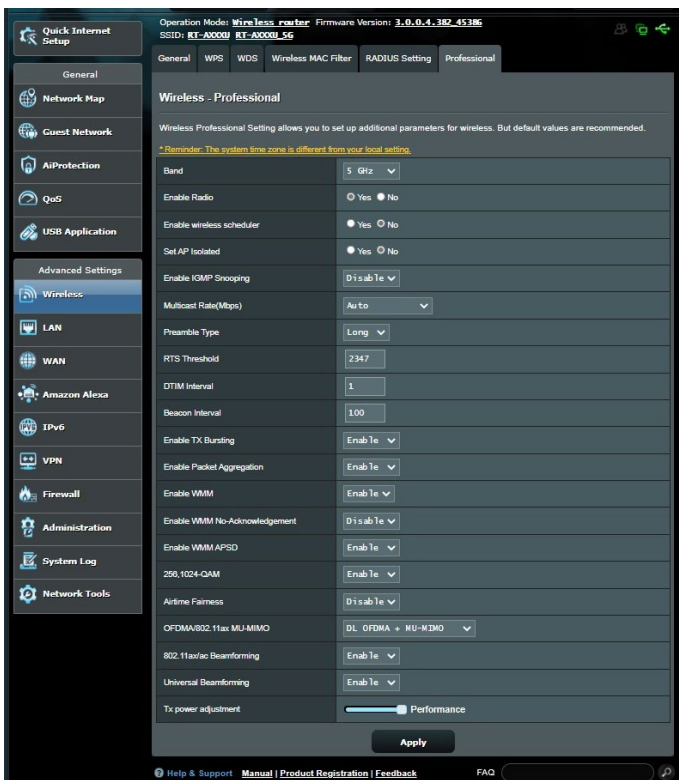 Quick Internet Setup
Operation Mode: Wireless router Firmware Version: 3.0.0.4.382_45386
SSID: RT-AXXXU RT-AXXXU_5G
General WPS WDS Wireless MAC Filter RADIUS Setting Professional
General
Network Map
Guest Network
AiProtection
QoS
USB Application
Advanced Settings
Wireless
LAN
WAN
Amazon Alexa
IPv6
VPN
Firewall
Administration
System Log
Network Tools
Wireless - Professional
Wireless Professional Setting allows you to set up additional parameters for wireless. But default values are recommended.
* Reminder: The system time zone is different from your local setting.
Band 5 GHz
Enable Radio Yes No
Enable wireless scheduler Yes No
Set AP Isolated Yes No
Enable IGMP Snooping Disable
Multicast Rate(Mbps) Auto
Preamble Type Long
RTS Threshold 2347
DTIM Interval 1
Beacon Interval 100
Enable TX Bursting Enable
Enable Packet Aggregation Enable
Enable WMM Enable
Enable WMM No-Acknowledgement Disable
Enable WMM APSD Enable
256,1024-QAM Enable
Airtime Fairness Disable
OFDMA/802.11ax MU-MIMO DL OFDMA + MU-MIMO
802.11ax/ac Beamforming Enable
Universal Beamforming Enable
Tx power adjustment Performance
Apply
Help & Support Manual | Product Registration | Feedback FAQ